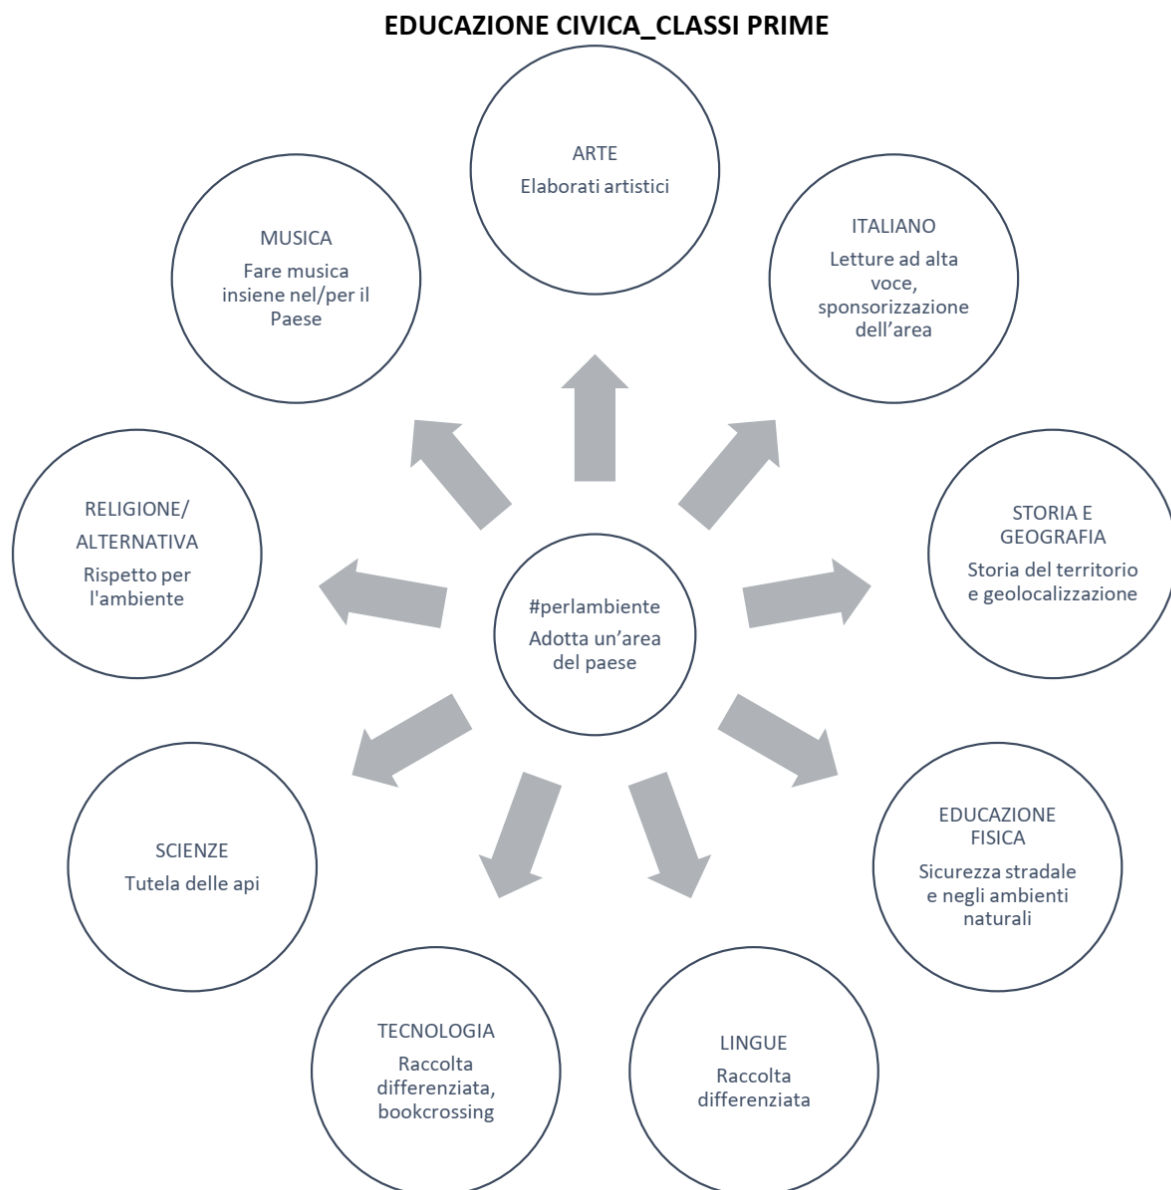 EDUCAZIONE CIVICA_CLASSI PRIME
ARTE
Elaborati artistici
ITALIANO
Letture ad alta
voce,
sponsorizzazione
dell'area
STORIA E
GEOGRAFIA
Storia del territorio
e geolocalizzazione
EDUCAZIONE
FISICA
Sicurezza stradale
e negli ambienti
naturali
LINGUE
Raccolta
differenziata
TECNOLOGIA
Raccolta
differenziata,
bookcrossing
SCIENZE
Tutela delle api
RELIGIONE/
ALTERNATIVA
Rispetto per
l'ambiente
MUSICA
Fare musica
insiene nel/per il
Paese
#perlambiente
Adotta un'area
del paese